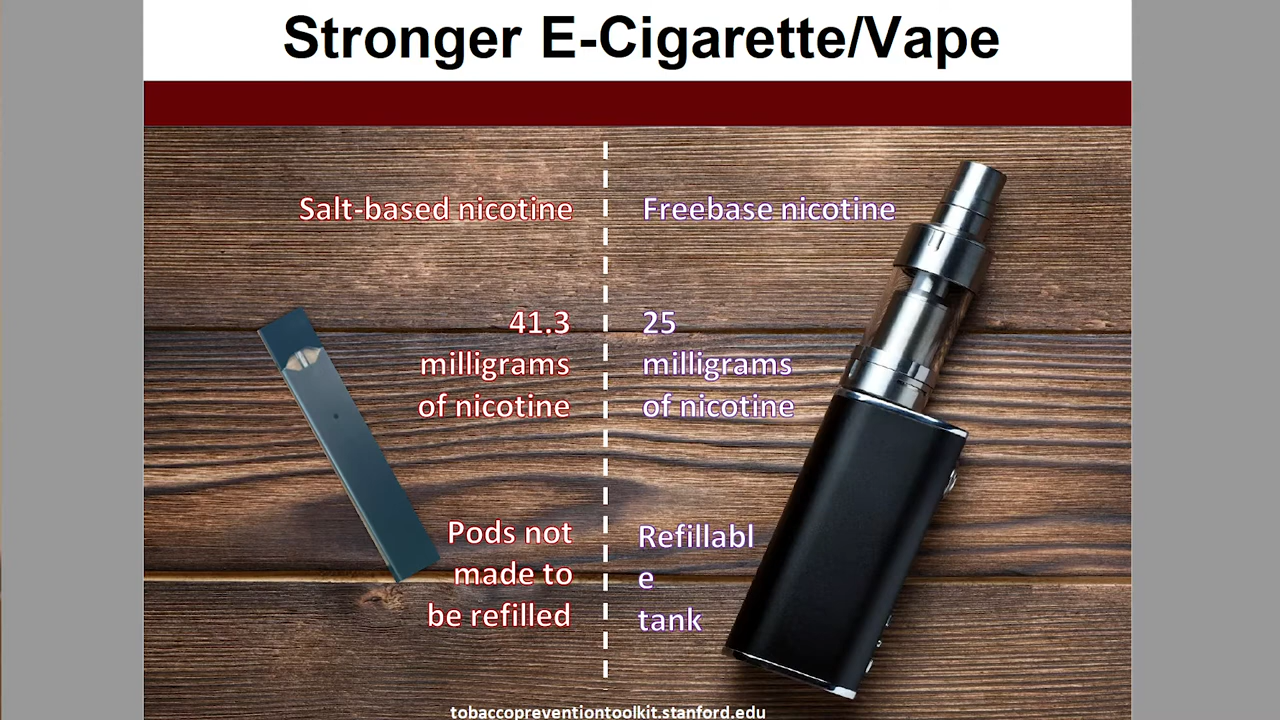 Stronger E-Cigarette/Vape
Salt-based nicotine
41.3
milligrams
of nicotine
Pods not
made to
be refilled
Freebase nicotine
25
milligrams
of nicotine
Refillabl
e
tank
tobaccopreventiontoolkit.stanford.edu